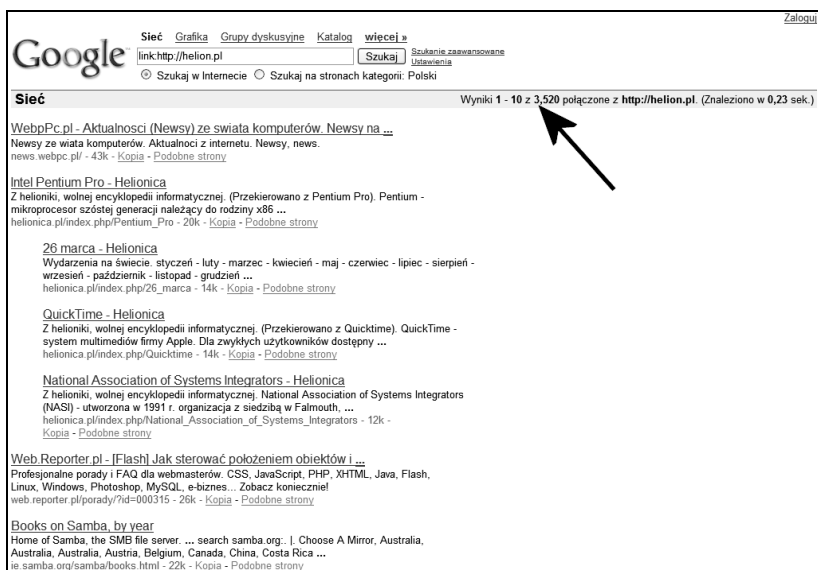 Zaloguj
Google™
Sieć Grafika Grupy dyskusyjne Katalog więcej »
link:http://helion.pl Szukaj Szukanie zaawansowane
Ustawienia
Szukaj w Internecie Szukaj na stronach kategorii: Polski
Sieć Wyniki 1 - 10 z 3,520 połączone z http://helion.pl. (Znaleziono w 0,23 sek.)
WebpPc.pl - Aktualnosci (Newsy) ze swiata komputerów. Newsy na ...
Newsy ze wiata komputerów. Aktualnoci z internetu. Newsy, news.
news.webpc.pl/ - 43k - Kopia - Podobne strony
Intel Pentium Pro - Helionica
Z helioniki, wolnej encyklopedii informatycznej. (Przekierowano z Pentium Pro). Pentium -
mikroprocesor szóstej generacji należący do rodziny x86 ...
helionica.pl/index.php/Pentium_Pro - 20k - Kopia - Podobne strony
26 marca - Helionica
Wydarzenia na świecie. styczeń - luty - marzec - kwiecień - maj - czerwiec - lipiec - sierpień -
wrzesień - październik - listopad - grudzień ...
helionica.pl/index.php/26_marca - 14k - Kopia - Podobne strony
QuickTime - Helionica
Z helioniki, wolnej encyklopedii informatycznej. (Przekierowano z Quicktime). QuickTime -
system multimediów firmy Apple. Dla zwykłych użytkowników dostępny ...
helionica.pl/index.php/Quicktime - 14k - Kopia - Podobne strony
National Association of Systems Integrators - Helionica
Z helioniki, wolnej encyklopedii informatycznej. National Association of Systems Integrators
(NASI) - utworzona w 1991 r. organizacja z siedzibą w Falmouth, ...
helionica.pl/index.php/National_Association_of_Systems_Integrators - 12k -
Kopia - Podobne strony
Web.Reporter.pl - [Flash] Jak sterować położeniem obiektów i ...
Profesjonalne porady i FAQ dla webmasterów. CSS, JavaScript, PHP, XHTML, Java, Flash,
Linux, Windows, Photoshop, MySQL, e-biznes... Zobacz koniecznie!
web.reporter.pl/porady/?id=000315 - 26k - Kopia - Podobne strony
Books on Samba, by year
Home of Samba, the SMB file server. ... search samba.org:. |. Choose A Mirror, Australia,
Australia, Australia, Austria, Belgium, Canada, China, Costa Rica ...
ie.samba.org/samba/books.html - 22k - Kopia - Podobne strony